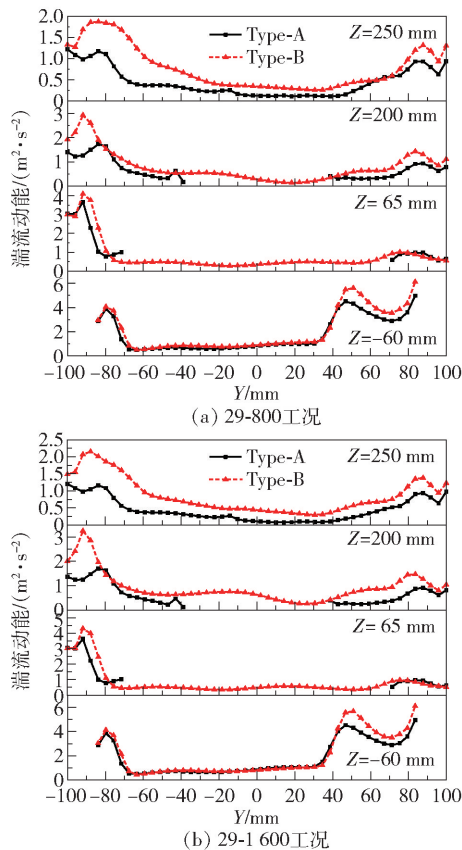 2.0
1.5
1.0
0.5
0
Type-A
Type-B
Z=250 mm
3
2
1
0
Z=200 mm
4
3
2
1
0
Z= 65 mm
6
4
2
0
Z=-60 mm
湍流动能/(m²·s⁻²)
-100 -80 -60 -40 -20 0 20 40 60 80 100
Y/mm
(a) 29-800工况
2.5
2.0
1.5
1.0
0.5
0
Type-A
Type-B
Z=250 mm
3
2
1
0
Z=200 mm
4
3
2
1
0
Z= 65 mm
6
4
2
0
Z=-60 mm
湍流动能/(m²·s⁻²)
-100 -80 -60 -40 -20 0 20 40 60 80 100
Y/mm
(b) 29-1 600工况